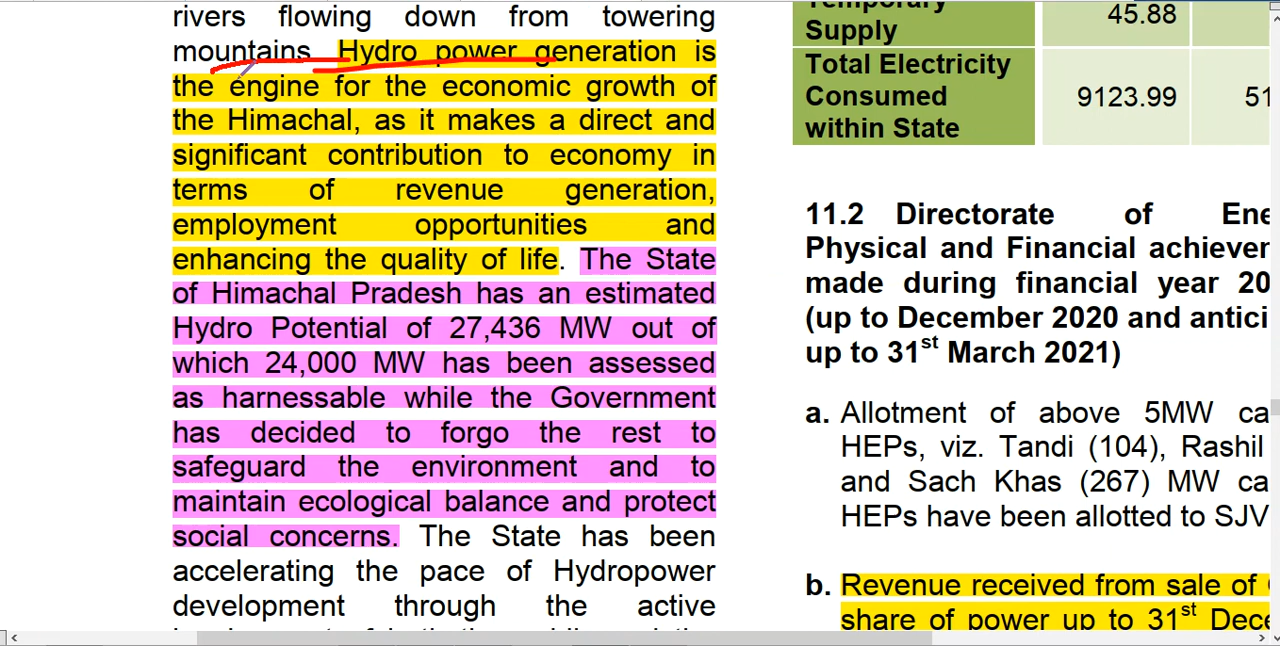 rivers flowing down from towering
mountains. Hydro power generation is
the engine for the economic growth of
the Himachal, as it makes a direct and
significant contribution to economy in
terms of revenue generation,
employment opportunities and
enhancing the quality of life. The State
of Himachal Pradesh has an estimated
Hydro Potential of 27,436 MW out of
which 24,000 MW has been assessed
as harnessable while the Government
has decided to forgo the rest to
safeguard the environment and to
maintain ecological balance and protect
social concerns. The State has been
accelerating the pace of Hydropower
development through the active
Temporary
Supply
45.88
Total Electricity
Consumed
within State
9123.99
51
11.2 Directorate of Ene
Physical and Financial achiever
made during financial year 20
(up to December 2020 and antici
up to 31st March 2021)
a. Allotment of above 5MW ca
HEPs, viz. Tandi (104), Rashil
and Sach Khas (267) MW ca
HEPs have been allotted to SJV
b. Revenue received from sale of
share of power up to 31st Dece